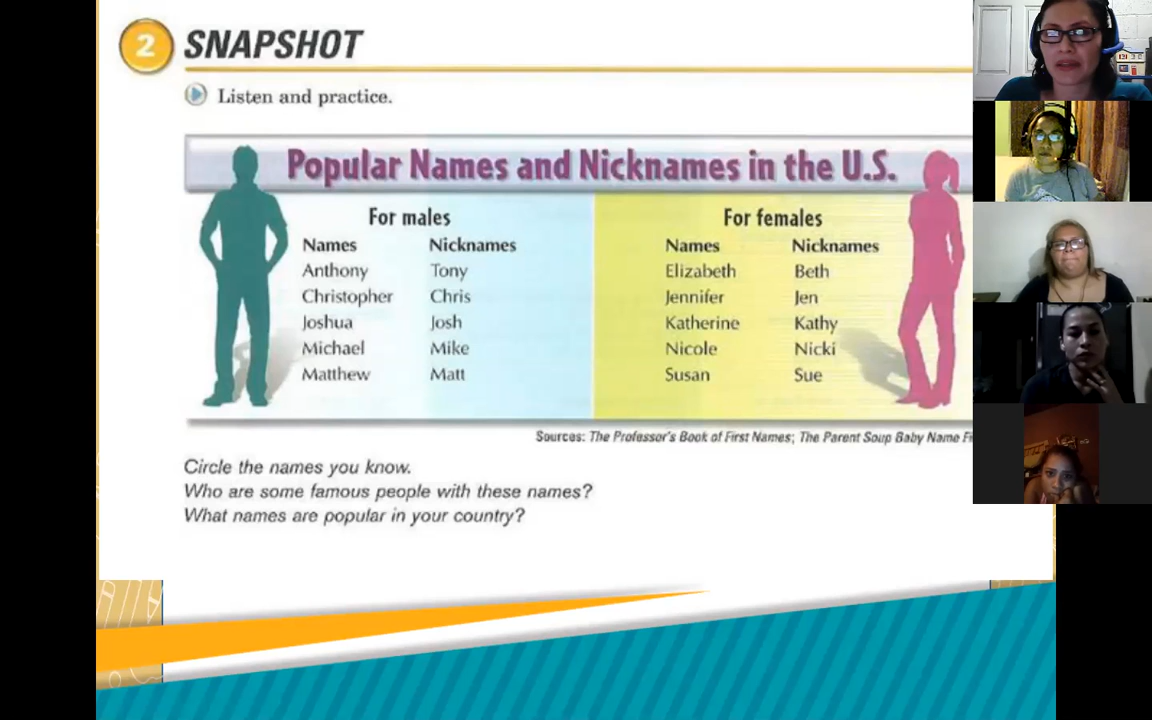 2 SNAPSHOT
Listen and practice.
Popular Names and Nicknames in the U.S.
For males For females
Names Nicknames Names Nicknames
Anthony Tony Elizabeth Beth
Christopher Chris Jennifer Jen
Joshua Josh Katherine Kathy
Michael Mike Nicole Nicki
Matthew Matt Susan Sue
Sources: The Professor's Book of First Names; The Parent Soup Baby Name
Circle the names you know.
Who are some famous people with these names?
What names are popular in your country?